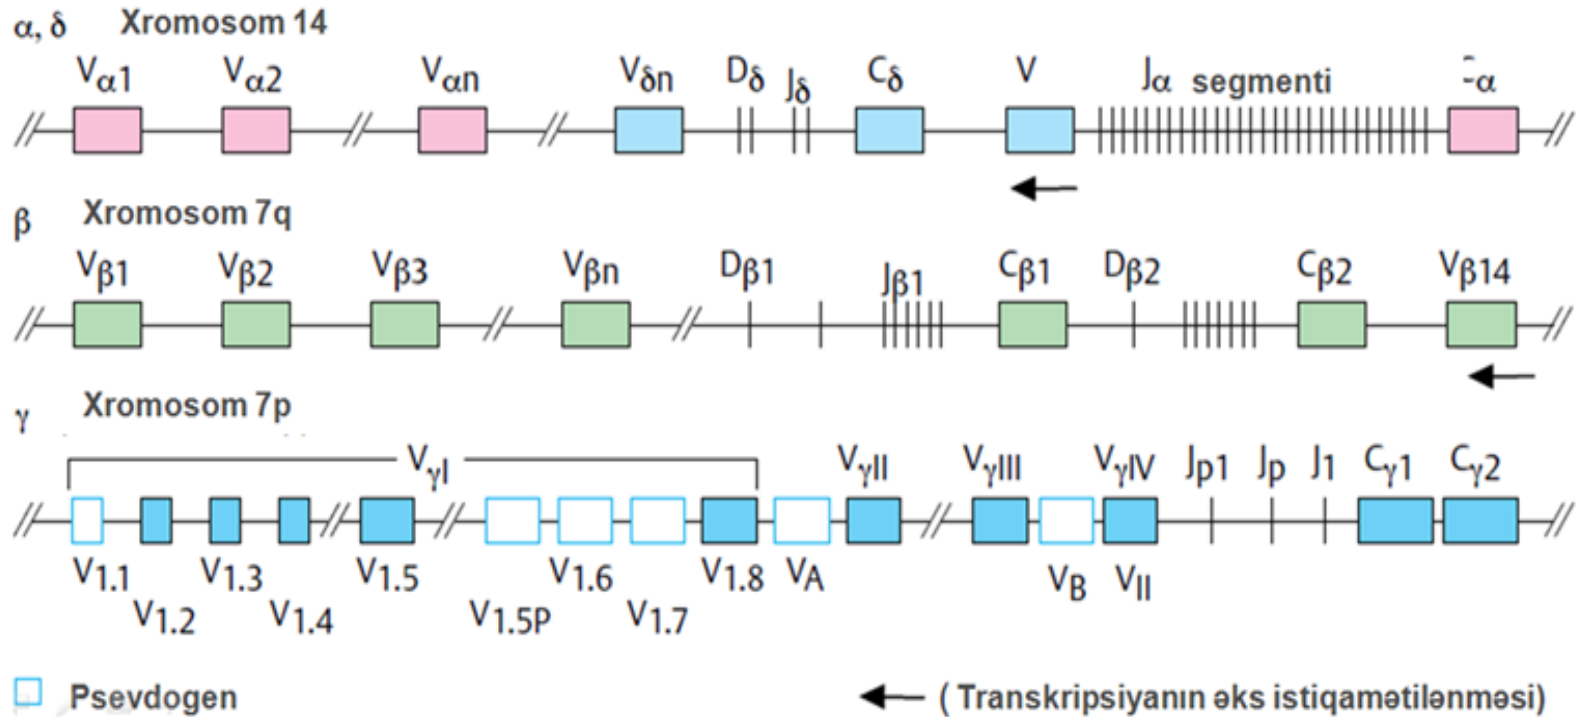 α, δ Xromosom 14
Vα1 Vα2 Vαn Vδn Dδ Jδ Cδ V Jα segmenti
β Xromosom 7q
Vβ1 Vβ2 Vβ3 Vβn Dβ1 Jβ1 Cβ1 Dβ2 Cβ2 Vβ14
γ Xromosom 7p
VγI VγII VγIII VγIV Jp1 Jp J1 Cγ1 Cγ2
V1.1 V1.3 V1.5 V1.6 V1.8 VA VB VII
V1.2 V1.4 V1.5P V1.7
Psevdogen ( Transkripsiyanın əks istiqamətilənməsi)